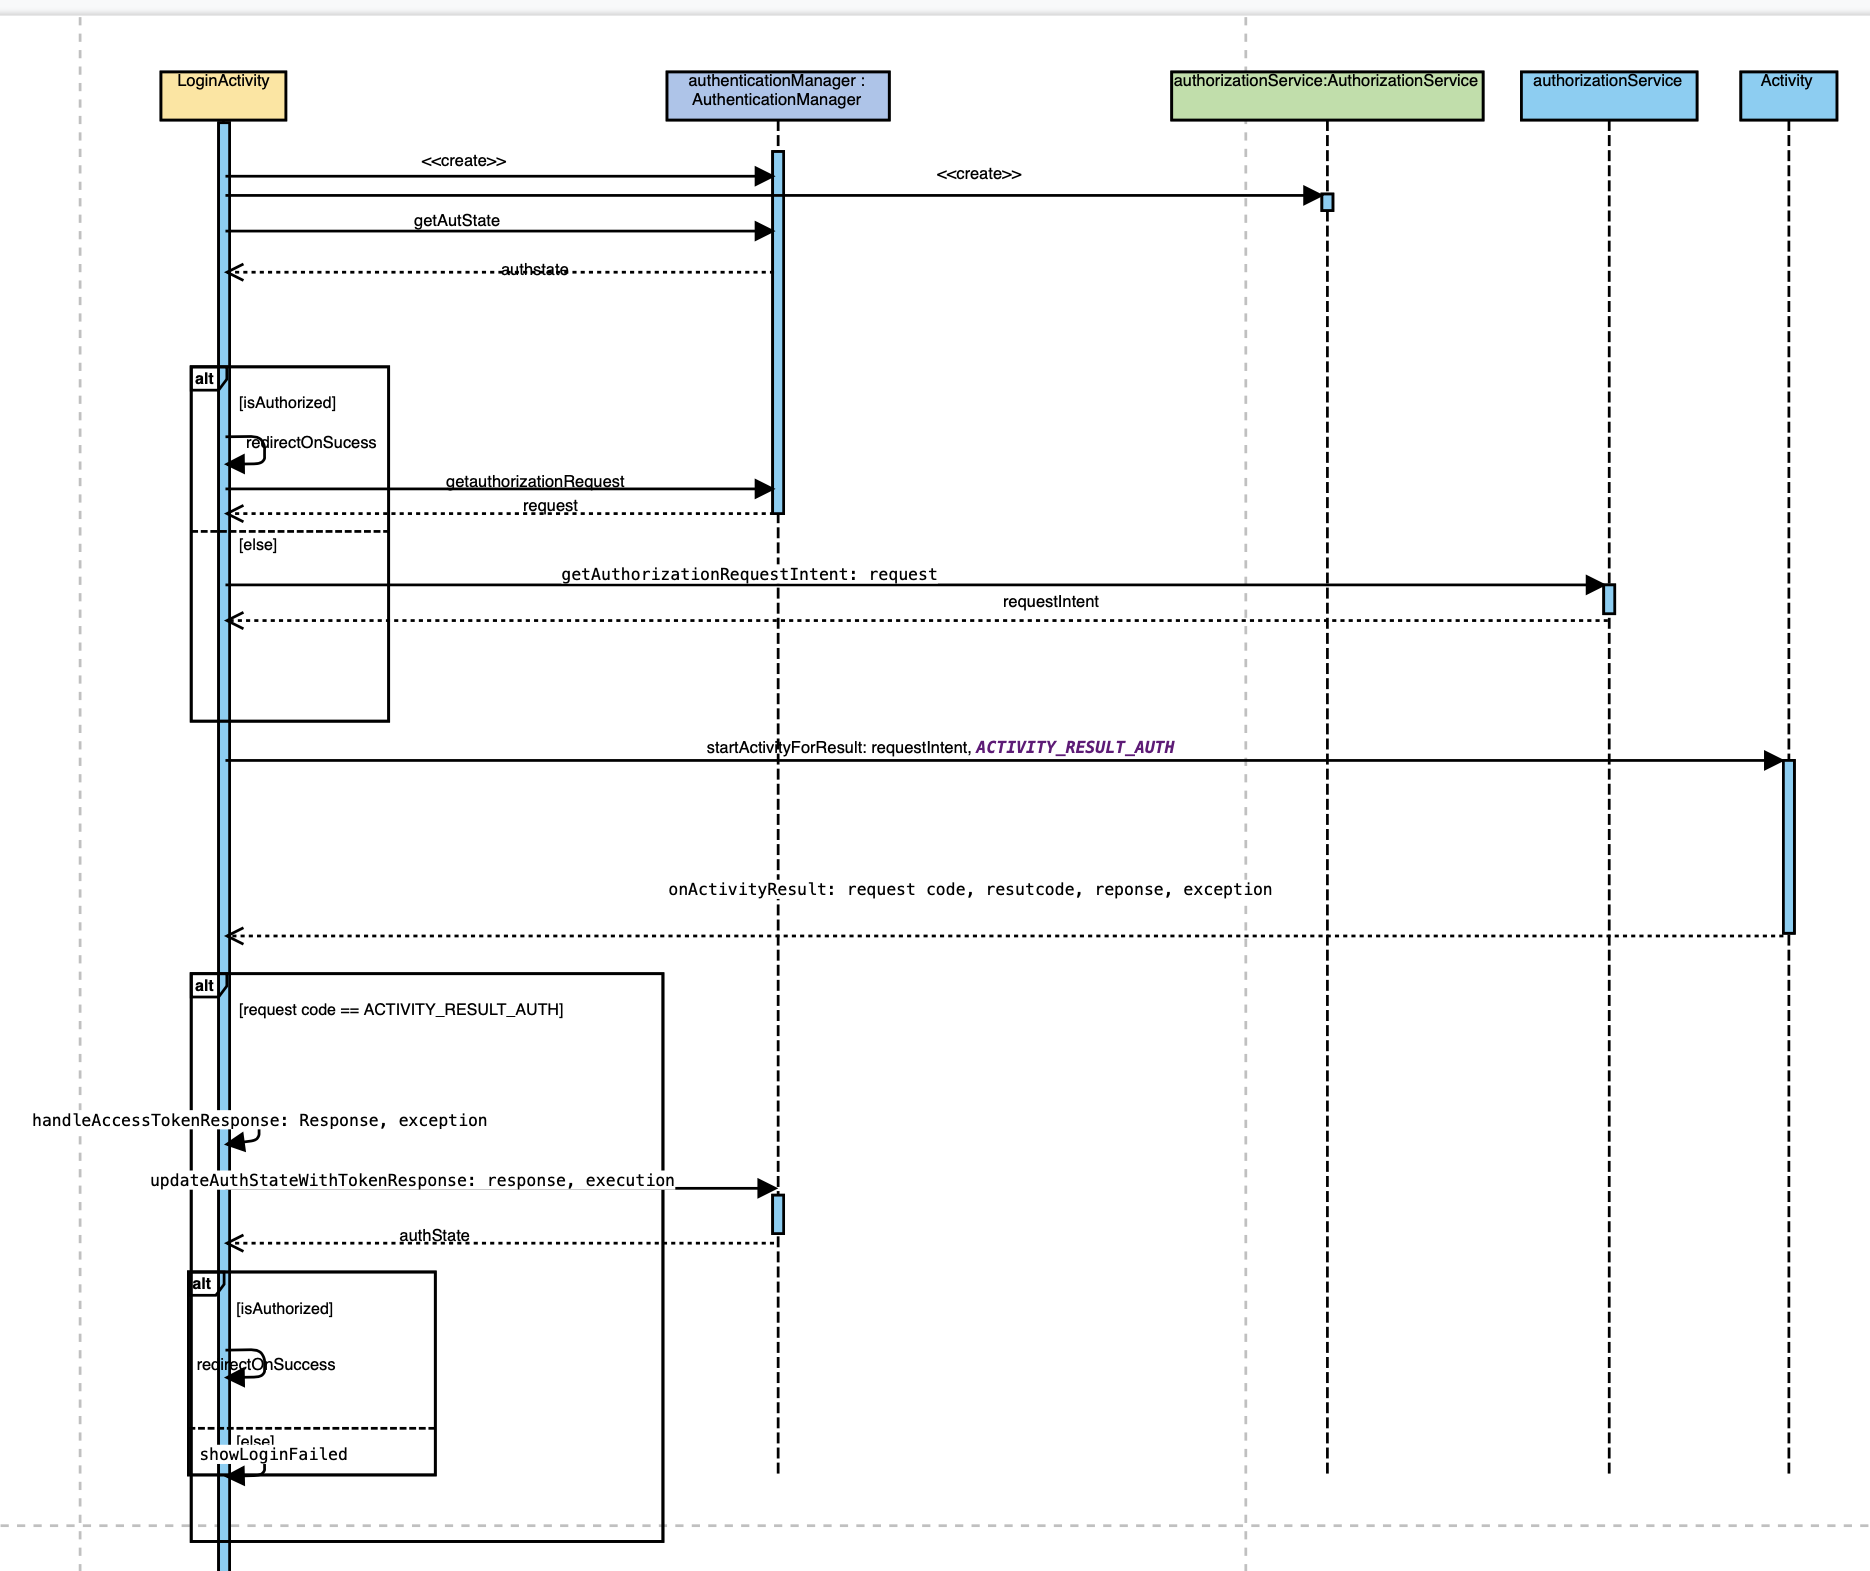 LoginActivity
authenticationManager :
AuthenticationManager
authorizationService:AuthorizationService
authorizationService
Activity
<<create>>
<<create>>
getAutState
authstate
alt
[isAuthorized]
redirectOnSucess
getauthorizationRequest
request
[else]
getAuthorizationRequestIntent: request
requestIntent
startActivityForResult: requestIntent, ACTIVITY_RESULT_AUTH
onActivityResult: request code, resutcode, reponse, exception
alt
[request code == ACTIVITY_RESULT_AUTH]
handleAccessTokenResponse: Response, exception
updateAuthStateWithTokenResponse: response, execution
authState
alt
[isAuthorized]
redirectOnSuccess
[else]
showLoginFailed